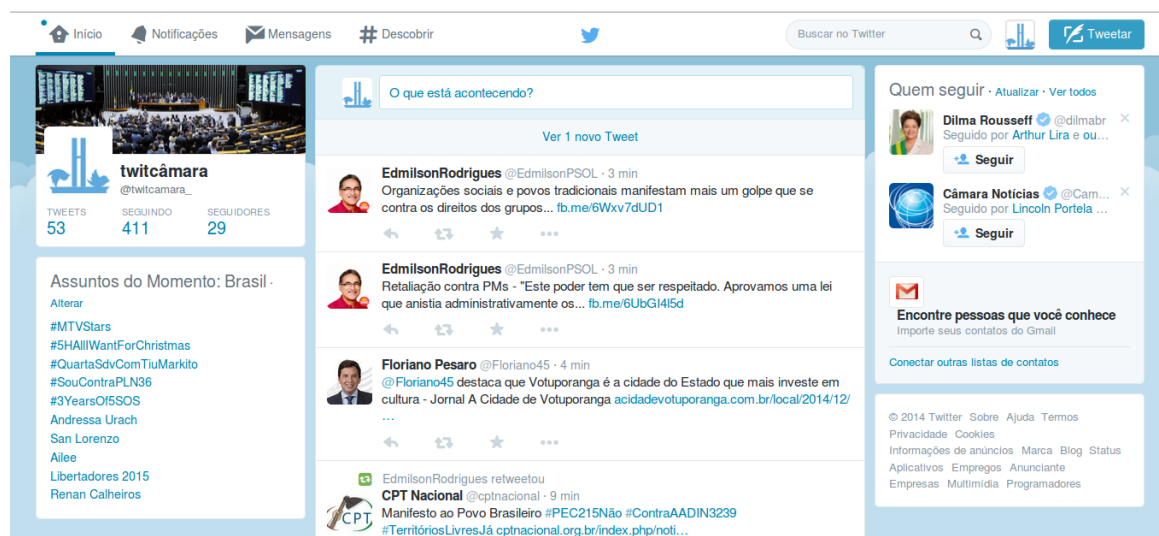 Início
Notificações
Mensagens
Descobrir
Buscar no Twitter
Tweetar
twitcâmara
@twitcamara_
TWEETS SEGUINDO SEGUIDORES
53 411 29
Assuntos do Momento: Brasil ·
Alterar
#MTVStars
#5HAllIWantForChristmas
#QuartaSdvComTiuMarkito
#SouContraPLN36
#3YearsOf5SOS
Andressa Urach
San Lorenzo
Ailee
Libertadores 2015
Renan Calheiros
O que está acontecendo?
Ver 1 novo Tweet
EdmilsonRodrigues @EdmilsonPSOL · 3 min
Organizações sociais e povos tradicionais manifestam mais um golpe que se
contra os direitos dos grupos... fb.me/6Wxv7dUD1
EdmilsonRodrigues @EdmilsonPSOL · 3 min
Retaliação contra PMs - "Este poder tem que ser respeitado. Aprovamos uma lei
que anistia administrativamente os... fb.me/6UbGI4l5d
Floriano Pesaro @Floriano45 · 4 min
@Floriano45 destaca que Votuporanga é a cidade do Estado que mais investe em
cultura - Jornal A Cidade de Votuporanga acidadevotuporanga.com.br/local/2014/12/
…
EdmilsonRodrigues retweetou
CPT Nacional @cptnacional · 9 min
CPT
Manifesto ao Povo Brasileiro #PEC215Não #ContraAADIN3239
#TerritóriosLivresJá cptnacional.org.br/index.php/noti…
Quem seguir · Atualizar · Ver todos
Dilma Rousseff @dilmabr
Seguido por Arthur Lira e ou…
Seguir
Câmara Notícias @Cam…
Seguido por Lincoln Portela …
Seguir
Encontre pessoas que você conhece
Importe seus contatos do Gmail
Conectar outras listas de contatos
© 2014 Twitter Sobre Ajuda Termos
Privacidade Cookies
Informações de anúncios Marca Blog Status
Aplicativos Empregos Anunciante
Empresas Multimídia Programadores